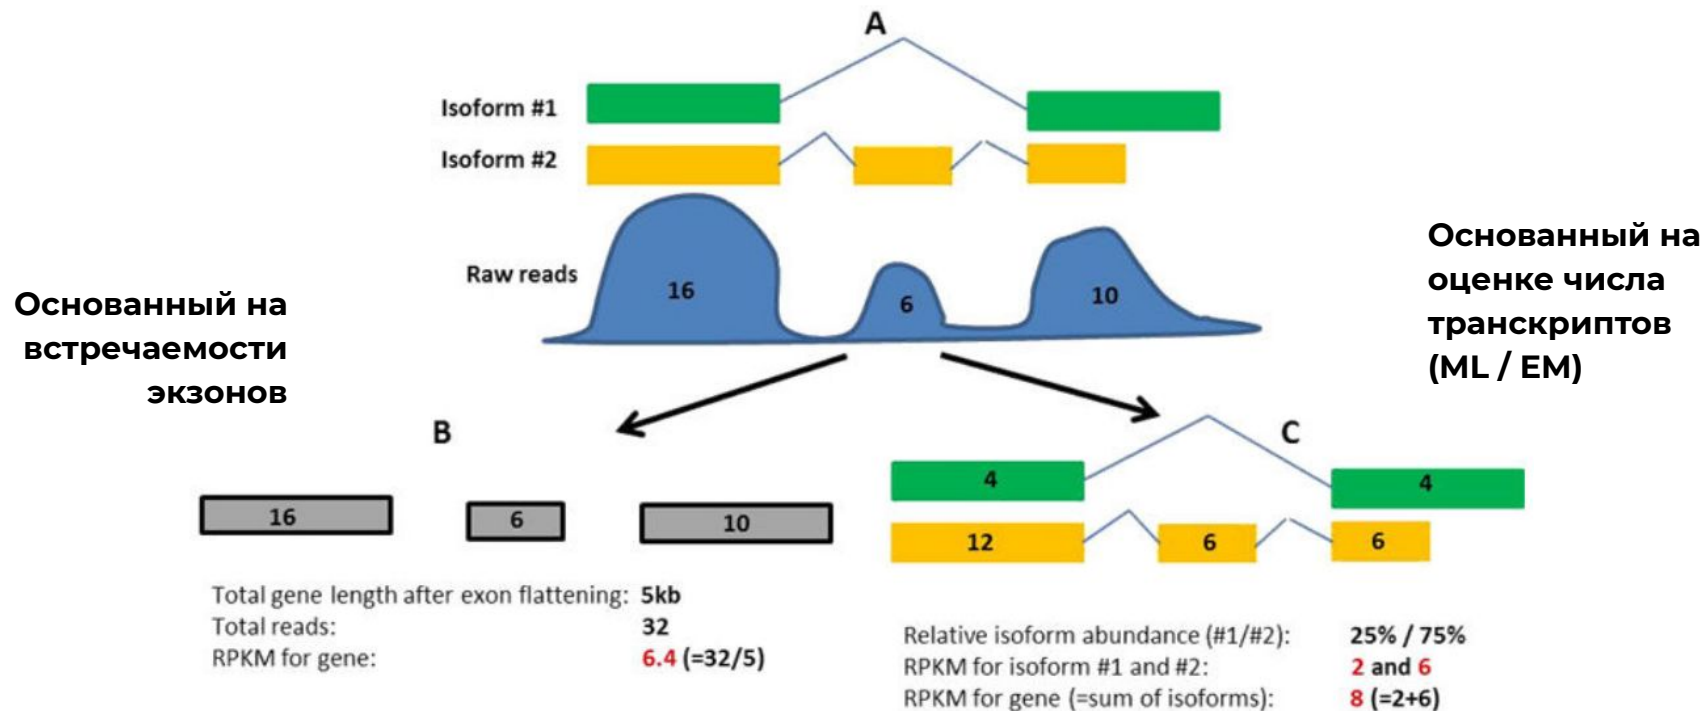 A
Isoform #1
Isoform #2
Raw reads
16
6
10
Основанный на
встречаемости
экзонов
Основанный на
оценке числа
транскриптов
(ML / EM)
B
16
6
10
Total gene length after exon flattening: 5kb
Total reads: 32
RPKM for gene: 6.4 (=32/5)
C
4
4
12
6
6
Relative isoform abundance (#1/#2): 25% / 75%
RPKM for isoform #1 and #2: 2 and 6
RPKM for gene (=sum of isoforms): 8 (=2+6)